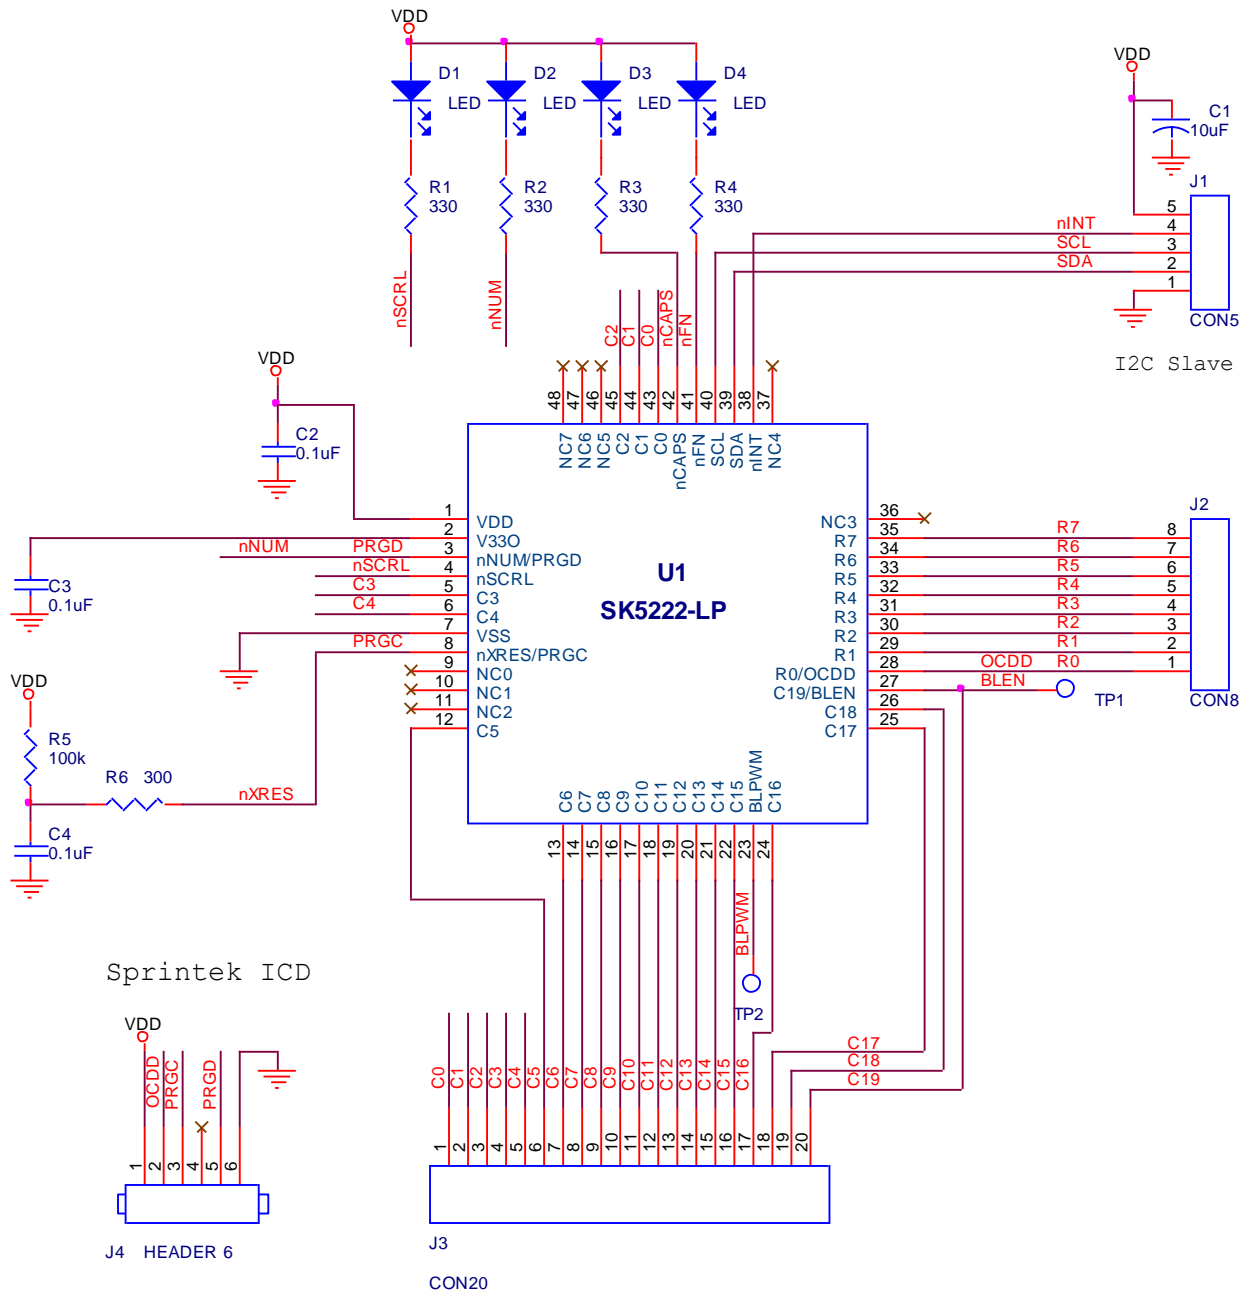 VDD
D1
LED
D2
LED
D3
LED
D4
LED
VDD
C1
10uF
R1
330
R2
330
R3
330
R4
330
J1
5
4
3
2
1
nINT
SCL
SDA
CON5
I2C Slave
nSCRL
nNUM
C2
C1
C0
nCAPS
nFN
VDD
C2
0.1uF
48
47
46
45
44
43
42
41
40
39
38
37
NC7
NC6
NC5
C2
C1
C0
nCAPS
nFN
SCL
SDA
nINT
NC4
U1
SK5222-LP
1 VDD
2 V33O
nNUM PRGD 3 nNUM/PRGD
nSCRL 4 nSCRL
C3 5 C3
C4 6 C4
7 VSS
PRGC 8 nXRES/PRGC
9 NC0
10 NC1
11 NC2
12 C5
C3
0.1uF
NC3 36
R7 35 R7 8
R6 34 R6 7
R5 33 R5 6
R4 32 R4 5
R3 31 R3 4
R2 30 R2 3
R1 29 R1 2
R0/OCDD 28 OCDD R0 1
C19/BLEN 27 BLEN
C18 26
C17 25
J2
CON8
TP1
VDD
R5
100k
R6 300
nXRES
C4
0.1uF
C6
C7
C8
C9
C10
C11
C12
C13
C14
C15
BLPWM
C16
13
14
15
16
17
18
19
20
21
22
23
24
BLPWM
TP2
Sprintek ICD
VDD
OCDD
PRGC
PRGD
1
2
3
4
5
6
J4 HEADER 6
C0
C1
C2
C3
C4
C5
C6
C7
C8
C9
C10
C11
C12
C13
C14
C15
C16
C17
C18
C19
1
2
3
4
5
6
7
8
9
10
11
12
13
14
15
16
17
18
19
20
J3
CON20